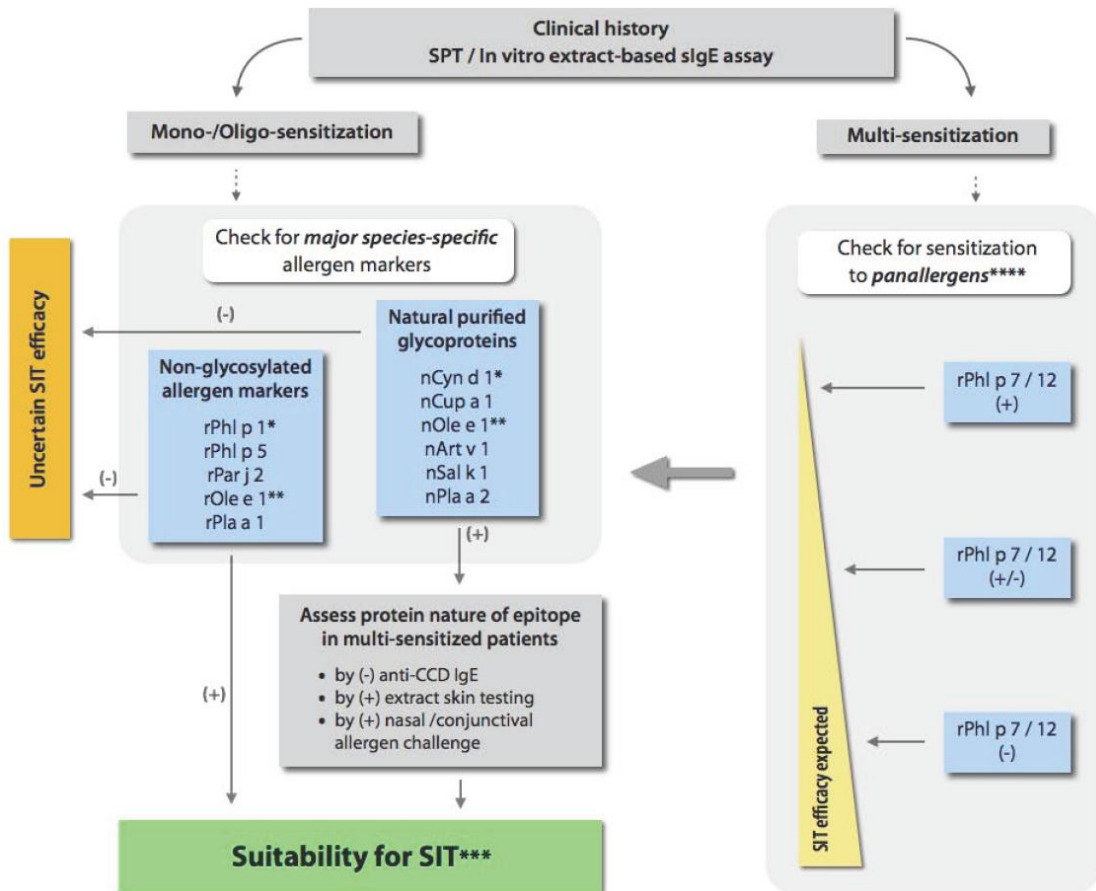 Clinical history
SPT / In vitro extract-based sIgE assay
Mono-/Oligo-sensitization
Multi-sensitization
Check for major species-specific
allergen markers
Check for sensitization
to panallergens****
Uncertain SIT efficacy
(-)
Natural purified
glycoproteins
nCyn d 1*
nCup a 1
nOle e 1**
nArt v 1
nSal k 1
nPla a 2
Non-glycosylated
allergen markers
rPhl p 1*
rPhl p 5
rPar j 2
rOle e 1**
rPla a 1
(-)
(+)
rPhl p 7 / 12
(+)
rPhl p 7 / 12
(+/-)
rPhl p 7 / 12
(-)
SIT efficacy expected
Assess protein nature of epitope
in multi-sensitized patients
• by (-) anti-CCD IgE
• by (+) extract skin testing
• by (+) nasal /conjunctival
allergen challenge
(+)
Suitability for SIT***